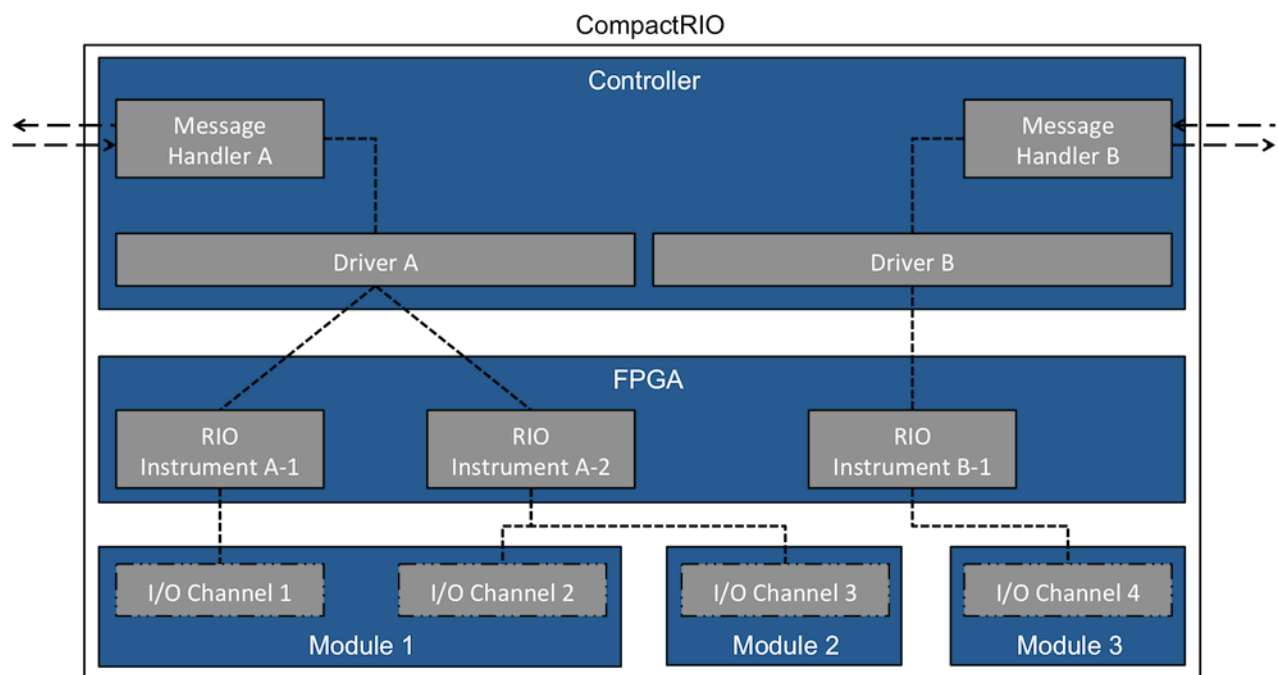 CompactRIO
Controller
Message
Handler A
Message
Handler B
Driver A
Driver B
FPGA
RIO
Instrument A-1
RIO
Instrument A-2
RIO
Instrument B-1
I/O Channel 1
I/O Channel 2
I/O Channel 3
I/O Channel 4
Module 1
Module 2
Module 3